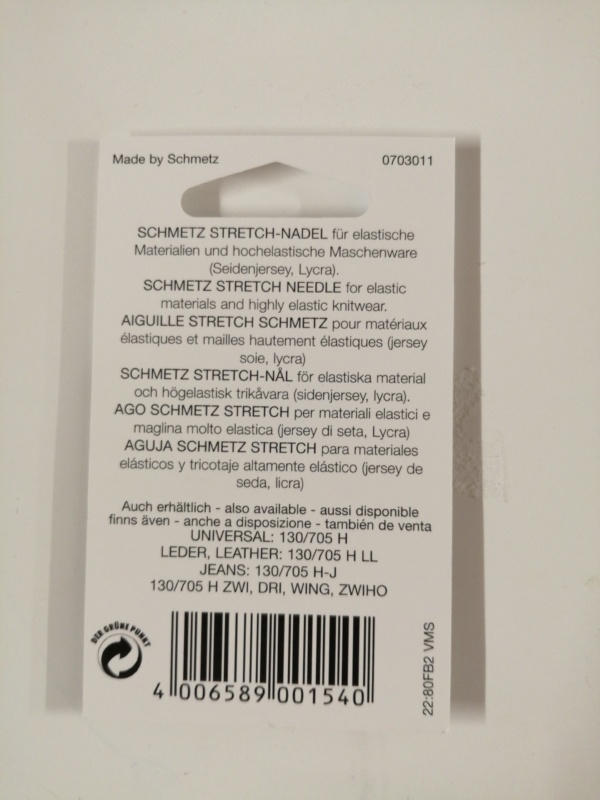 Made by Schmetz 0703011
SCHMETZ STRETCH-NADEL für elastische
Materialien und hochelastische Maschenware
(Seidenjersey, Lycra).
SCHMETZ STRETCH NEEDLE for elastic
materials and highly elastic knitwear.
AIGUILLE STRETCH SCHMETZ pour matériaux
élastiques et mailles hautement élastiques (jersey
soie, lycra)
SCHMETZ STRETCH-NÅL för elastiska material
och högelastisk trikåvara (sidenjersey, lycra).
AGO SCHMETZ STRETCH per materiali elastici e
maglina molto elastica (jersey di seta, Lycra)
AGUJA SCHMETZ STRETCH para materiales
elásticos y tricotaje altamente elástico (jersey de
seda, licra)
Auch erhältlich - also available - aussi disponible
finns även - anche a disposizione - también de venta
UNIVERSAL: 130/705 H
LEDER, LEATHER: 130/705 H LL
JEANS: 130/705 H-J
130/705 H ZWI, DRI, WING, ZWIHO
DER GRÜNE PUNKT
4 006589 001540
22:80FB2 VMS